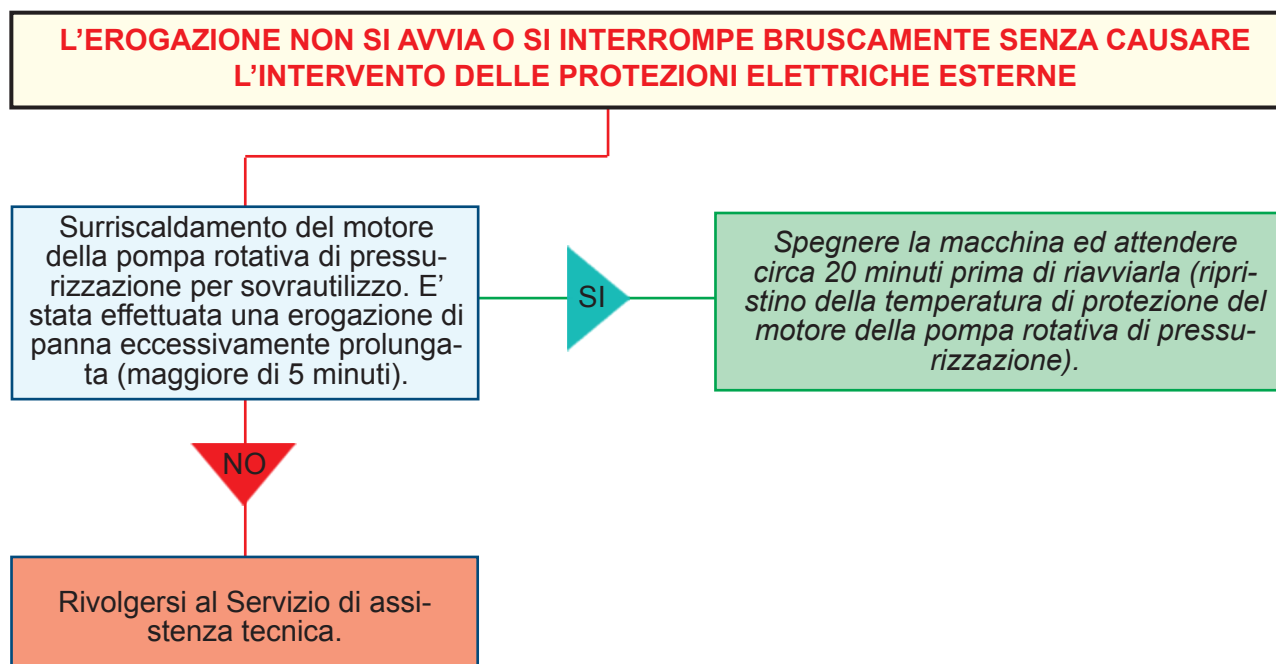 L’EROGAZIONE NON SI AVVIA O SI INTERROMPE BRUSCAMENTE SENZA CAUSARE
L’INTERVENTO DELLE PROTEZIONI ELETTRICHE ESTERNE
Surriscaldamento del motore
della pompa rotativa di pressu-
rizzazione per sovrautilizzo. E’
stata effettuata una erogazione di
panna eccessivamente prolunga-
ta (maggiore di 5 minuti).
SI
Spegnere la macchina ed attendere
circa 20 minuti prima di riavviarla (ripri-
stino della temperatura di protezione del
motore della pompa rotativa di pressu-
rizzazione).
NO
Rivolgersi al Servizio di assi-
stenza tecnica.